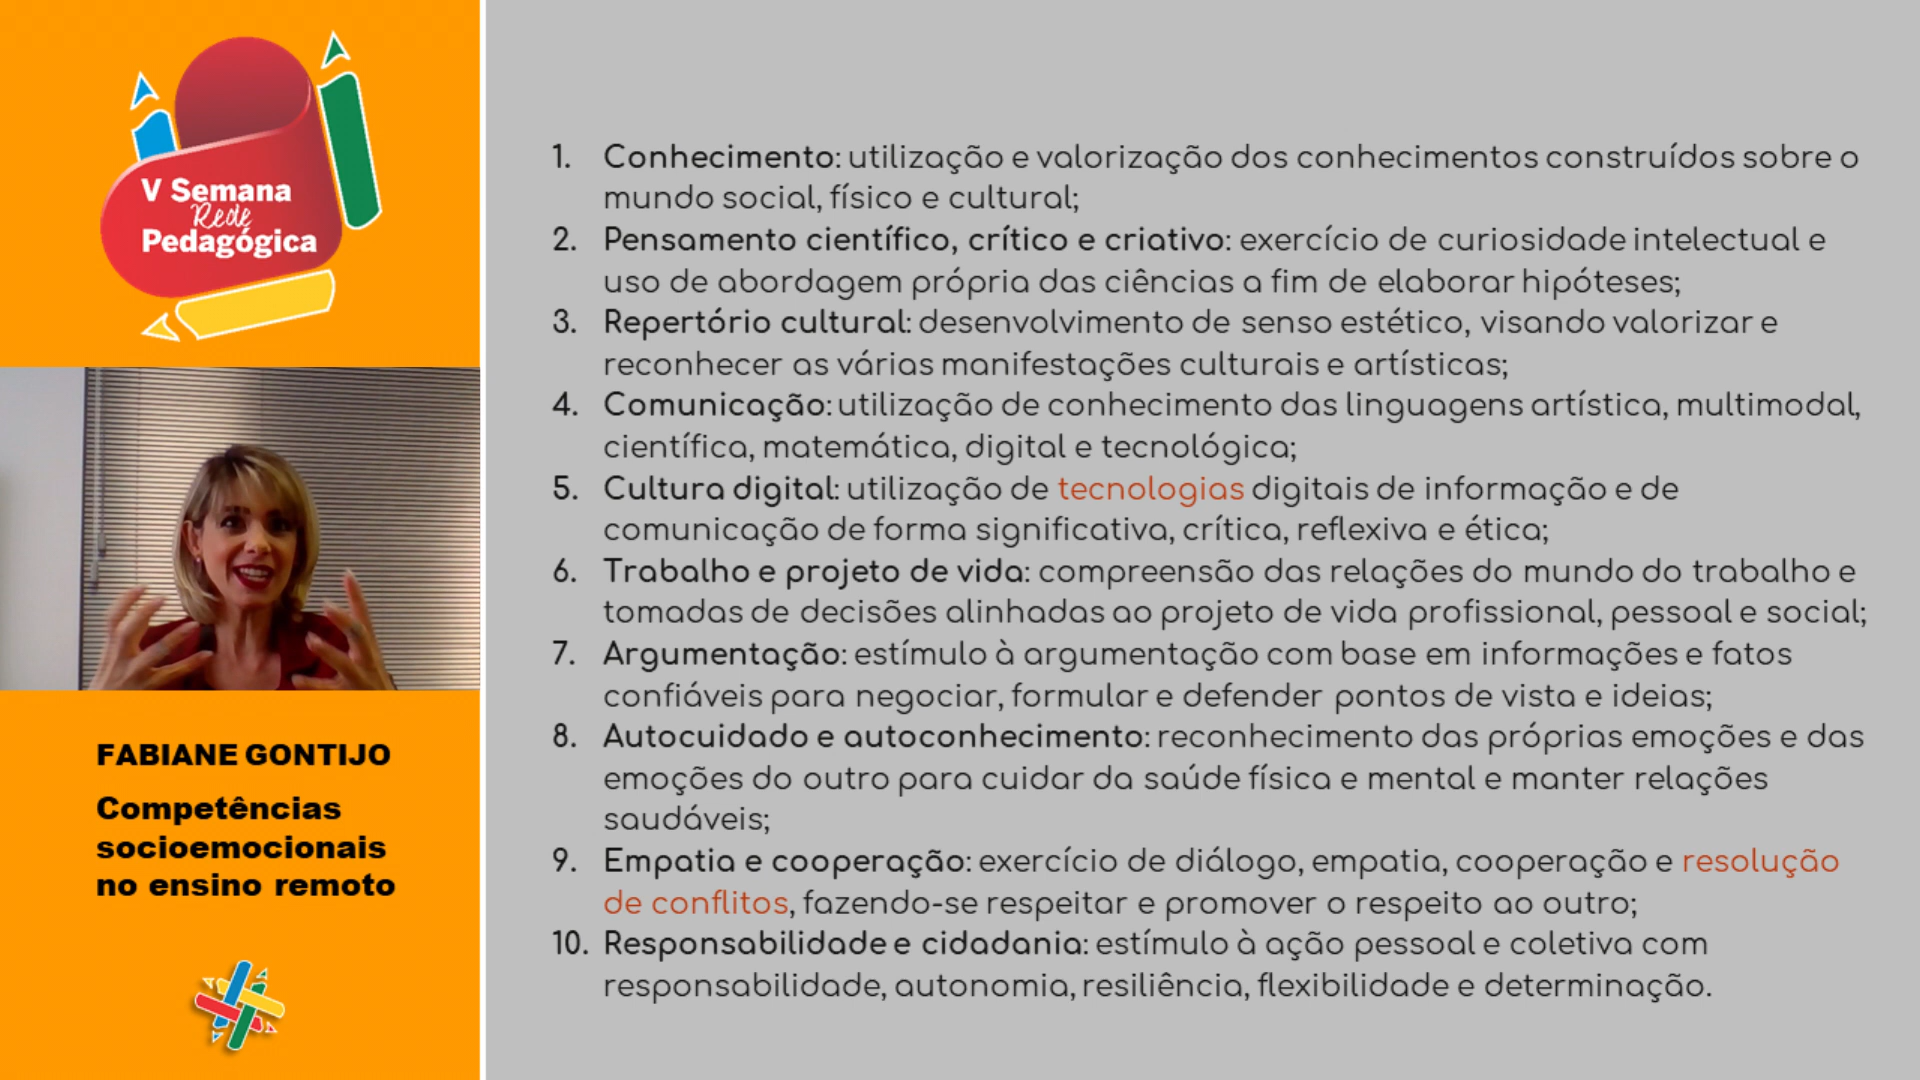 V Semana
Rede
Pedagógica
FABIANE GONTIJO
Competências
socioemocionais
no ensino remoto
1. Conhecimento: utilização e valorização dos conhecimentos construídos sobre o
mundo social, físico e cultural;
2. Pensamento científico, crítico e criativo: exercício de curiosidade intelectual e
uso de abordagem própria das ciências a fim de elaborar hipóteses;
3. Repertório cultural: desenvolvimento de senso estético, visando valorizar e
reconhecer as várias manifestações culturais e artísticas;
4. Comunicação: utilização de conhecimento das linguagens artística, multimodal,
científica, matemática, digital e tecnológica;
5. Cultura digital: utilização de tecnologias digitais de informação e de
comunicação de forma significativa, crítica, reflexiva e ética;
6. Trabalho e projeto de vida: compreensão das relações do mundo do trabalho e
tomadas de decisões alinhadas ao projeto de vida profissional, pessoal e social;
7. Argumentação: estímulo à argumentação com base em informações e fatos
confiáveis para negociar, formular e defender pontos de vista e ideias;
8. Autocuidado e autoconhecimento: reconhecimento das próprias emoções e das
emoções do outro para cuidar da saúde física e mental e manter relações
saudáveis;
9. Empatia e cooperação: exercício de diálogo, empatia, cooperação e resolução
de conflitos, fazendo-se respeitar e promover o respeito ao outro;
10. Responsabilidade e cidadania: estímulo à ação pessoal e coletiva com
responsabilidade, autonomia, resiliência, flexibilidade e determinação.